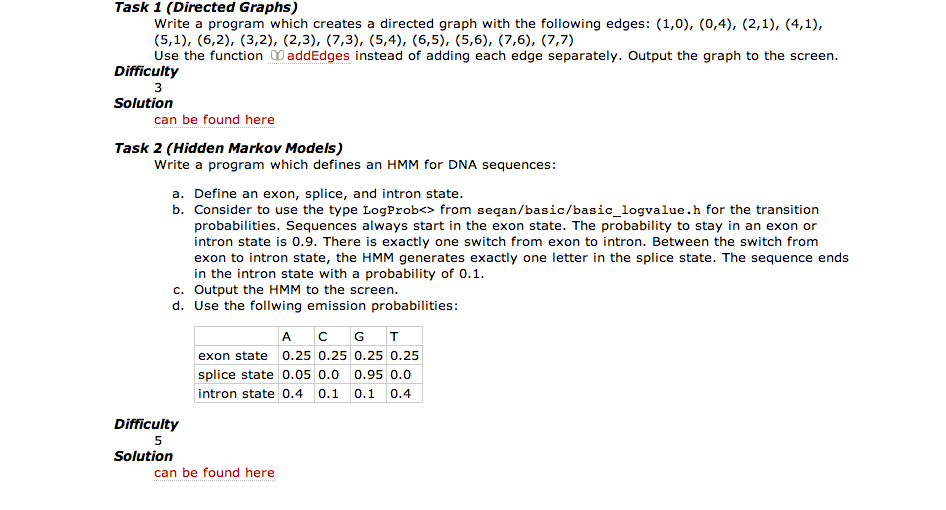 Task 1 (Directed Graphs)
Write a program which creates a directed graph with the following edges: (1,0), (0,4), (2,1), (4,1),
(5,1), (6,2), (3,2), (2,3), (7,3), (5,4), (6,5), (5,6), (7,6), (7,7)
Use the function addEdges instead of adding each edge separately. Output the graph to the screen.
Difficulty
3
Solution
can be found here
Task 2 (Hidden Markov Models)
Write a program which defines an HMM for DNA sequences:
a. Define an exon, splice, and intron state.
b. Consider to use the type LogProb<> from seqan/basic/basic_logvalue.h for the transition
probabilities. Sequences always start in the exon state. The probability to stay in an exon or
intron state is 0.9. There is exactly one switch from exon to intron. Between the switch from
exon to intron state, the HMM generates exactly one letter in the splice state. The sequence ends
in the intron state with a probability of 0.1.
c. Output the HMM to the screen.
d. Use the follwing emission probabilities:
A C G T
exon state 0.25 0.25 0.25 0.25
splice state 0.05 0.0 0.95 0.0
intron state 0.4 0.1 0.1 0.4
Difficulty
5
Solution
can be found here